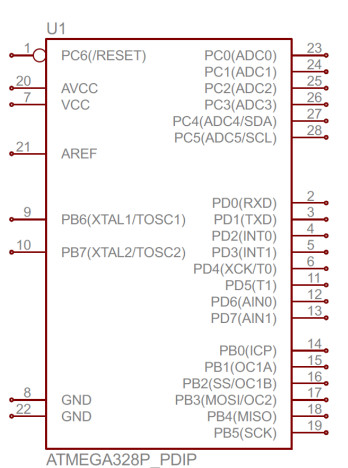 U1
1 PC6(/RESET) PC0(ADC0) 23
PC1(ADC1) 24
20 AVCC PC2(ADC2) 25
7 VCC PC3(ADC3) 26
PC4(ADC4/SDA) 27
PC5(ADC5/SCL) 28
21 AREF
PD0(RXD) 2
9 PB6(XTAL1/TOSC1) PD1(TXD) 3
PD2(INT0) 4
10 PB7(XTAL2/TOSC2) PD3(INT1) 5
PD4(XCK/T0) 6
PD5(T1) 11
PD6(AIN0) 12
PD7(AIN1) 13
PB0(ICP) 14
PB1(OC1A) 15
PB2(SS/OC1B) 16
8 GND PB3(MOSI/OC2) 17
22 GND PB4(MISO) 18
PB5(SCK) 19
ATMEGA328P_PDIP